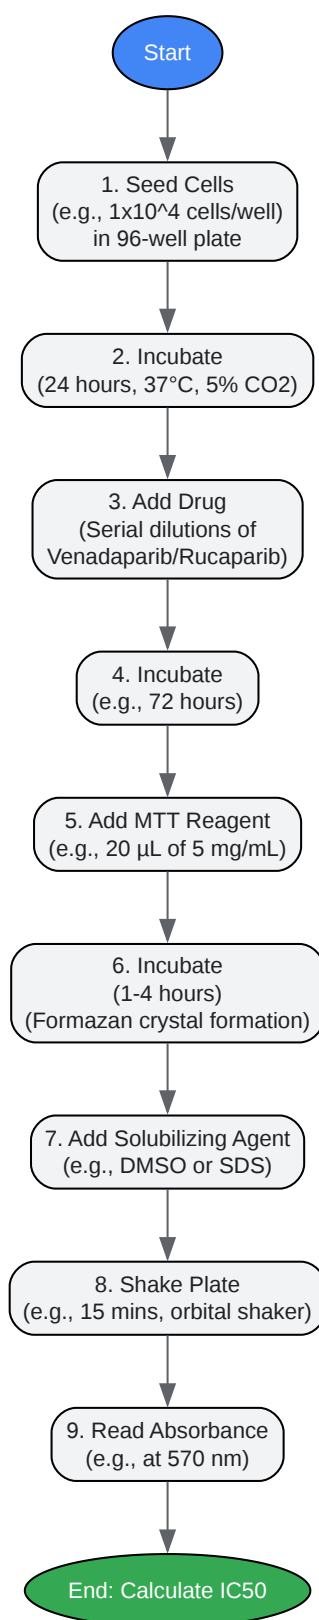 Start
1. Seed Cells
(e.g., 1x10^4 cells/well)
in 96-well plate
2. Incubate
(24 hours, 37°C, 5% CO2)
3. Add Drug
(Serial dilutions of
Venadaparib/Rucaparib)
4. Incubate
(e.g., 72 hours)
5. Add MTT Reagent
(e.g., 20 µL of 5 mg/mL)
6. Incubate
(1-4 hours)
(Formazan crystal formation)
7. Add Solubilizing Agent
(e.g., DMSO or SDS)
8. Shake Plate
(e.g., 15 mins, orbital shaker)
9. Read Absorbance
(e.g., at 570 nm)
End: Calculate IC50